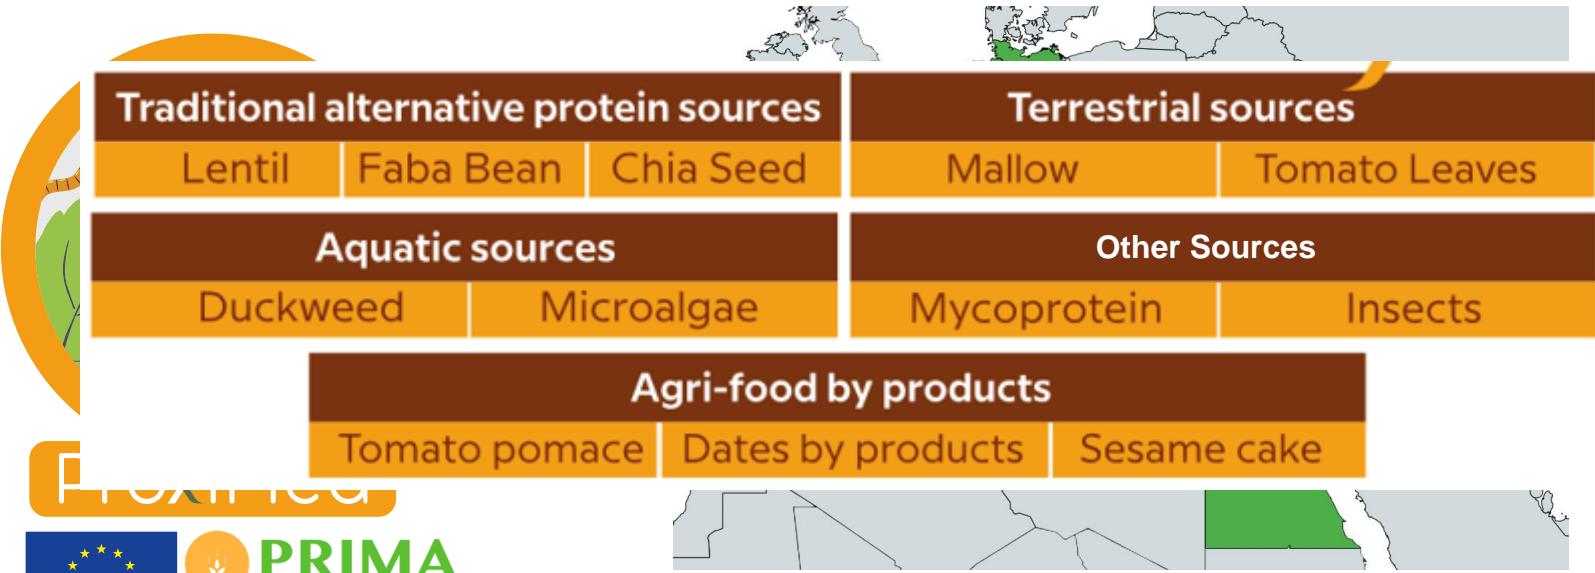 Traditional alternative protein sources
Lentil Faba Bean Chia Seed
Terrestrial sources
Mallow Tomato Leaves
Aquatic sources
Duckweed Microalgae
Other Sources
Mycoprotein Insects
Agri-food by products
Tomato pomace Dates by products Sesame cake
PRIMA